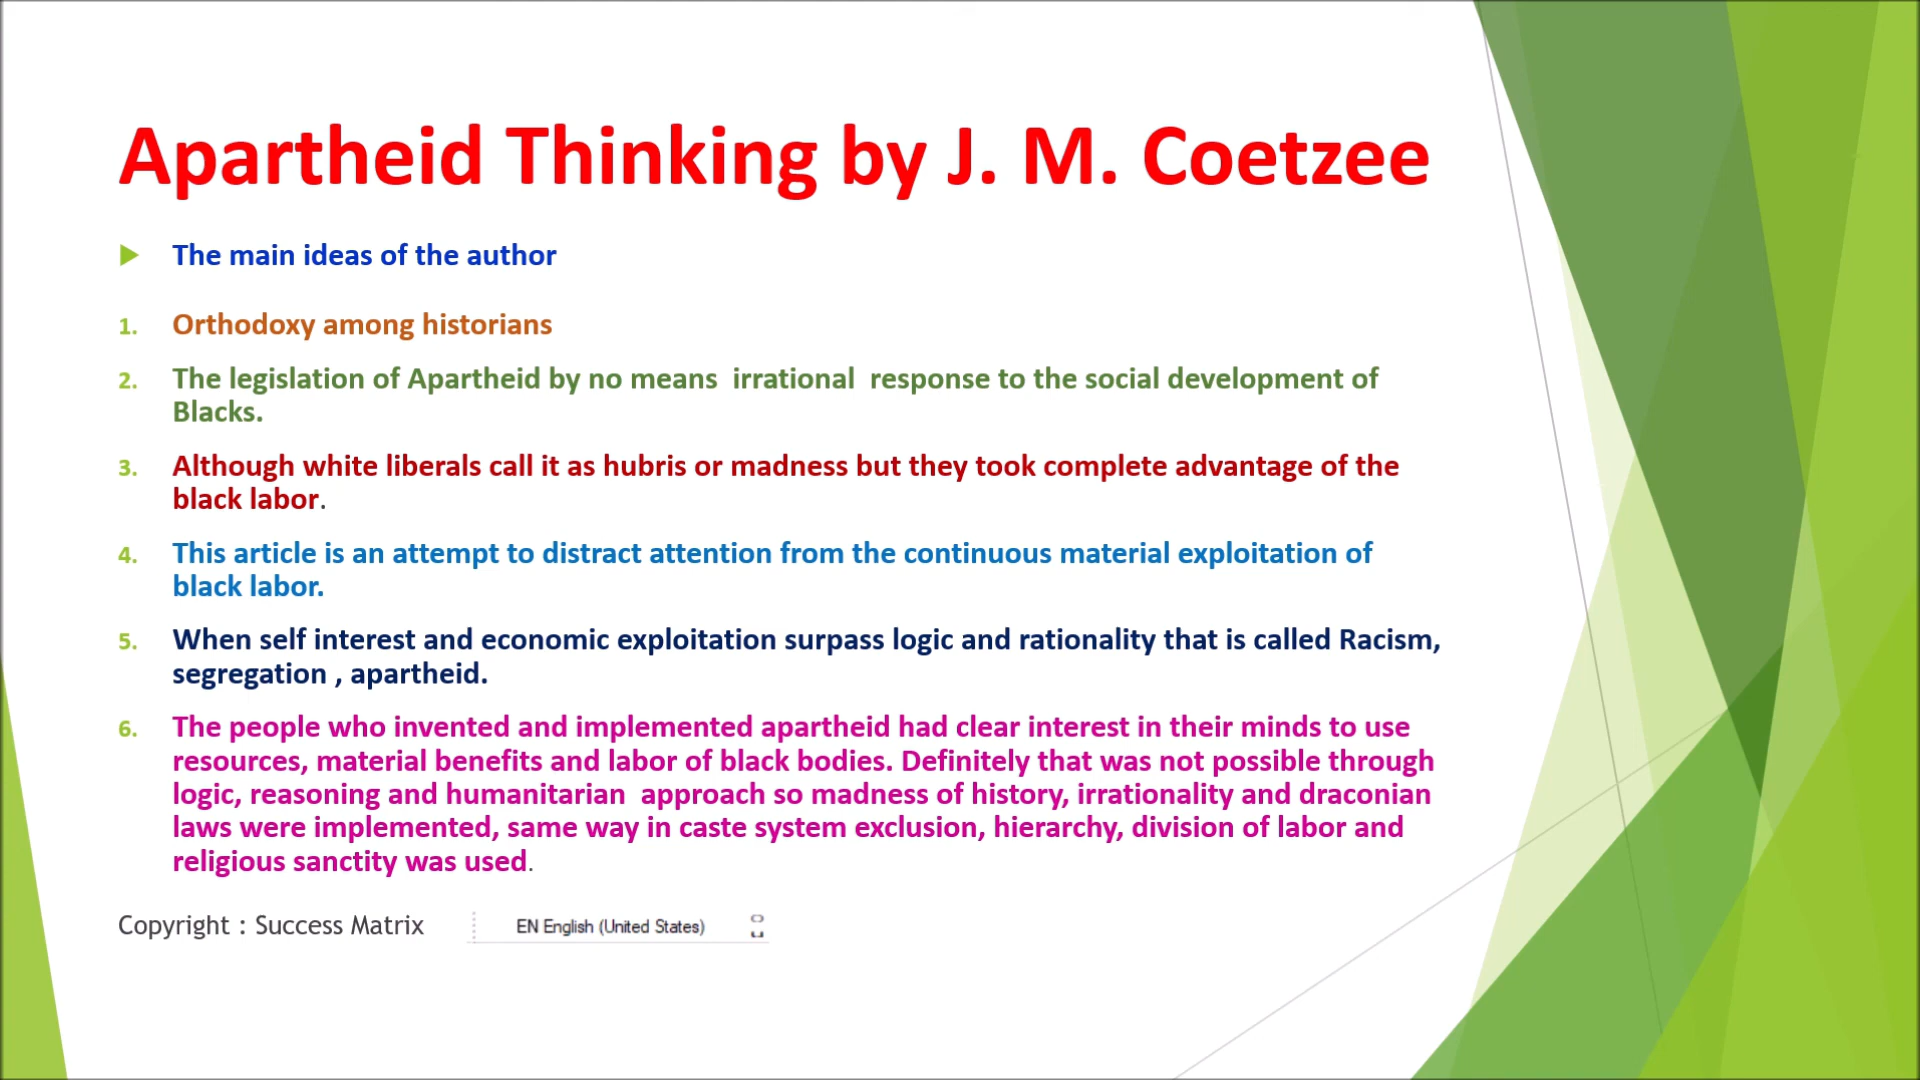 Apartheid Thinking by J. M. Coetzee
The main ideas of the author
1. Orthodoxy among historians
2. The legislation of Apartheid by no means irrational response to the social development of
Blacks.
3. Although white liberals call it as hubris or madness but they took complete advantage of the
black labor.
4. This article is an attempt to distract attention from the continuous material exploitation of
black labor.
5. When self interest and economic exploitation surpass logic and rationality that is called Racism,
segregation , apartheid.
6. The people who invented and implemented apartheid had clear interest in their minds to use
resources, material benefits and labor of black bodies. Definitely that was not possible through
logic, reasoning and humanitarian approach so madness of history, irrationality and draconian
laws were implemented, same way in caste system exclusion, hierarchy, division of labor and
religious sanctity was used.
Copyright : Success Matrix EN English (United States)